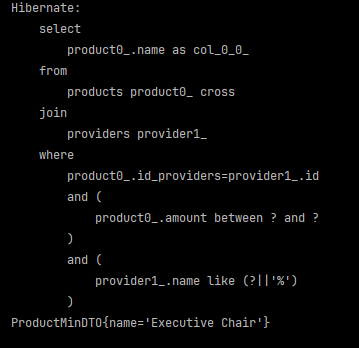 Hibernate:
    select
        product0_.name as col_0_0_
    from
        products product0_ cross
    join
        providers provider1_
    where
        product0_.id_providers=provider1_.id
        and (
            product0_.amount between ? and ?
        )
        and (
            provider1_.name like (?||'%')
        )
ProductMinDTO{name='Executive Chair'}